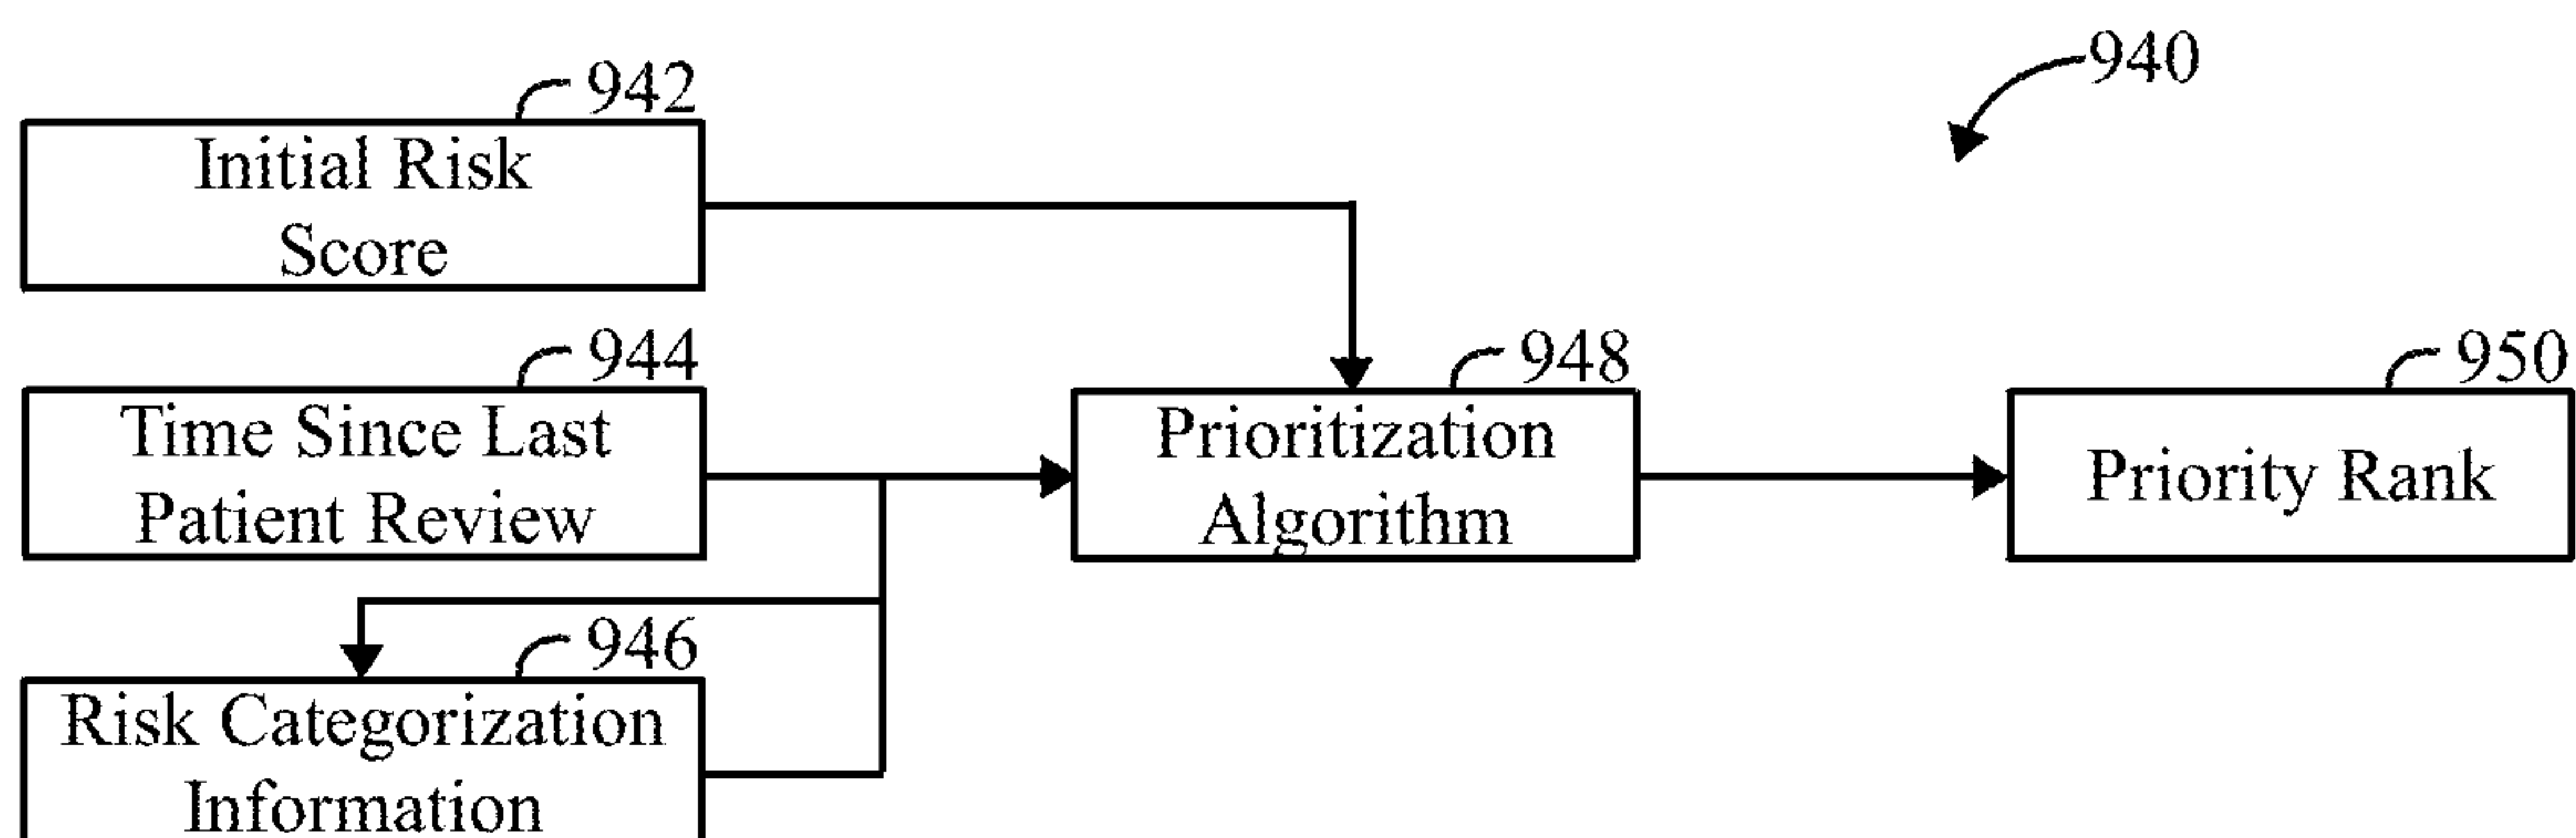 940
942
Initial Risk
Score
944
Time Since Last
Patient Review
948
Prioritization
Algorithm
950
Priority Rank
946
Risk Categorization
Information